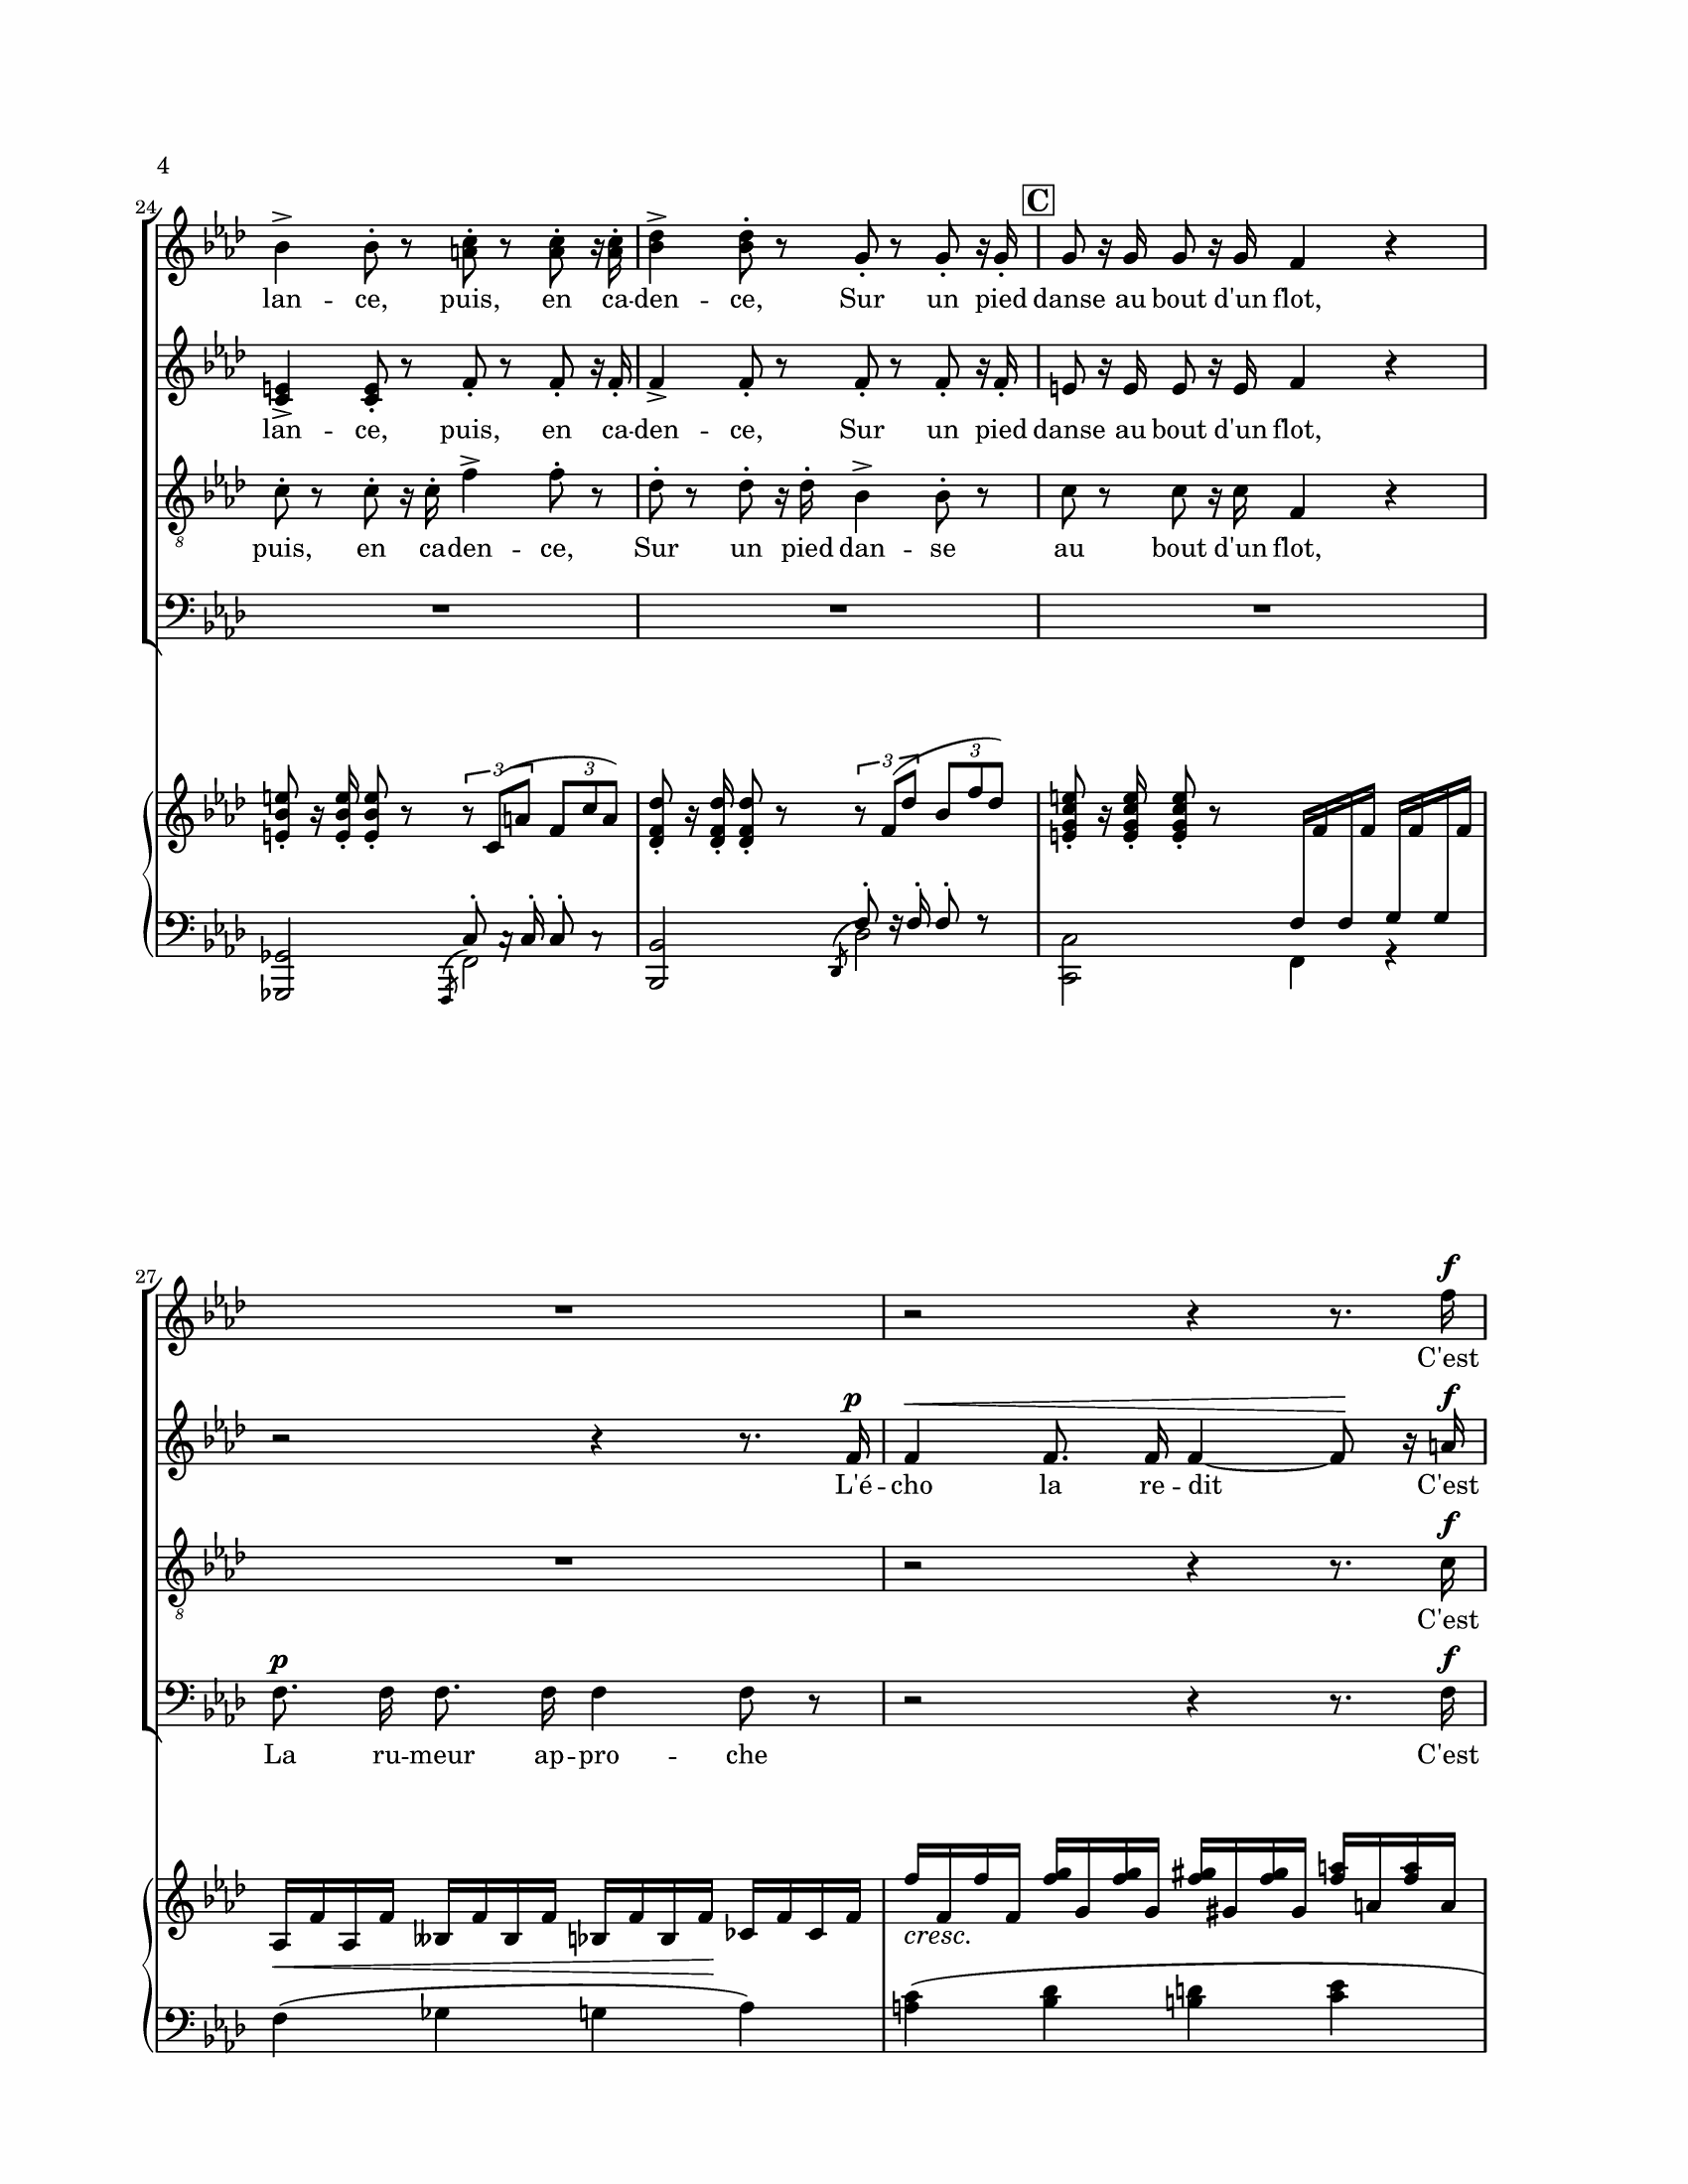 4
C
24
lan -- ce, puis, en ca -- den -- ce, Sur un pied danse au bout d'un flot,
lan -- ce, puis, en ca -- den -- ce, Sur un pied danse au bout d'un flot,
8
puis, en ca -- den -- ce, Sur un pied dan -- se au bout d'un flot,
3 3 3 3
27
f
C'est
p f
L'é -- cho la re -- dit C'est
f
8
C'est
p f
La ru -- meur ap -- pro -- che C'est
cresc.